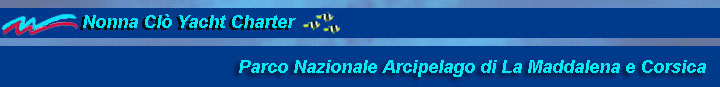 Nonna Clò Yacht Charter
Parco Nazionale Arcipelago di La Maddalena e Corsica